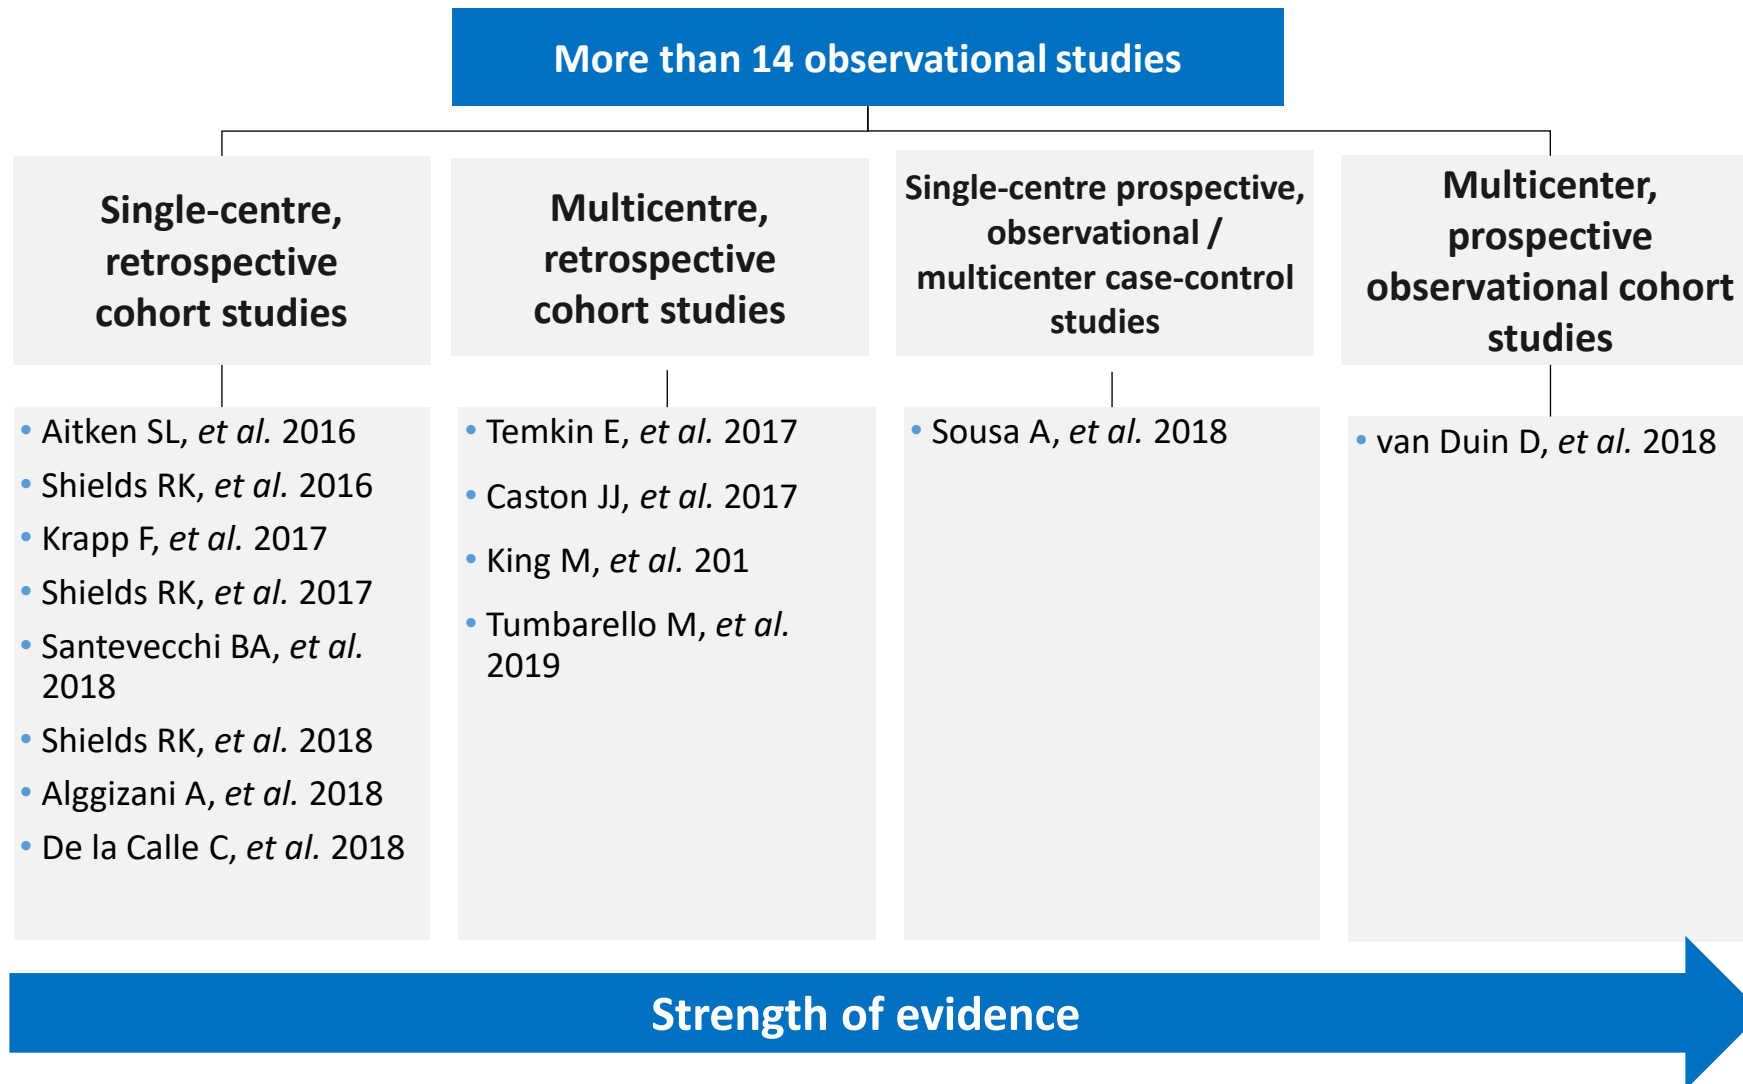 More than 14 observational studies
Single-centre,
retrospective
cohort studies
Aitken SL, et al. 2016
Shields RK, et al. 2016
Krapp F, et al. 2017
Shields RK, et al. 2017
Santevecchi BA, et al.
2018
Shields RK, et al. 2018
Alggizani A, et al. 2018
De la Calle C, et al. 2018
Multicentre,
retrospective
cohort studies
Temkin E, et al. 2017
Caston JJ, et al. 2017
King M, et al. 201
Tumbarello M, et al.
2019
Single-centre prospective,
observational /
multicenter case-control
studies
Sousa A, et al. 2018
Multicenter,
prospective
observational cohort
studies
van Duin D, et al. 2018
Strength of evidence